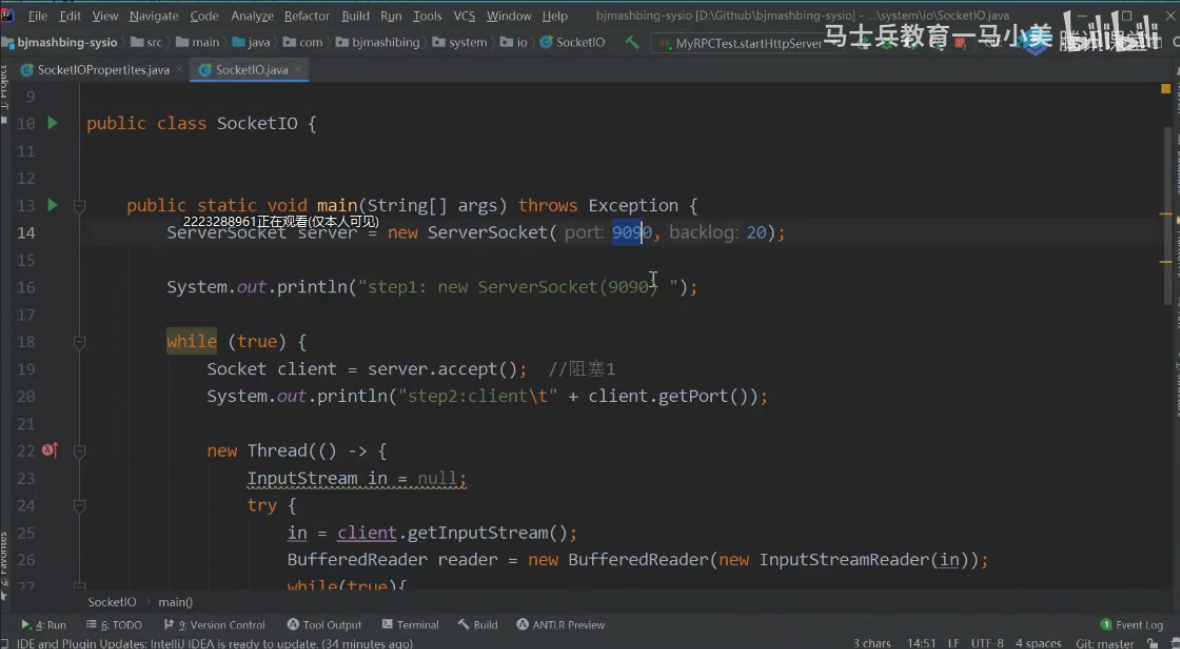 File Edit View Navigate Code Analyze Refactor Build Run Tools VCS Window Help bjmashbing-sysio [D:\Github\bjmashbing-sysio] - ...\system\io\SocketIO.java
马士兵教育一马小美
bilibili
bjmashbing-sysio src main java com bjmashibing system io SocketIO MyRPCTest.startHttpServer
SocketIOPropertites.java SocketIO.java
9
10 public class SocketIO {
11
12
13 public static void main(String[] args) throws Exception {
2223288961正在观看(仅本人可见)
14 ServerSocket server = new ServerSocket( port: 9090, backlog: 20);
15
16 System.out.println("step1: new ServerSocket(9090) ");
17
18 while (true) {
19 Socket client = server.accept(); //阻塞1
20 System.out.println("step2:client\t" + client.getPort());
21
22 new Thread(() -> {
23 InputStream in = null;
24 try {
25 in = client.getInputStream();
26 BufferedReader reader = new BufferedReader(new InputStreamReader(in));
27 while(true){
SocketIO main()
4: Run 6: TODO 9: Version Control Tool Output Terminal Build ANTLR Preview 1 Event Log
IDE and Plugin Updates: IntelliJ IDEA is ready to update. (34 minutes ago) 3 chars 14:51 LF UTF-8 4 spaces Git: master